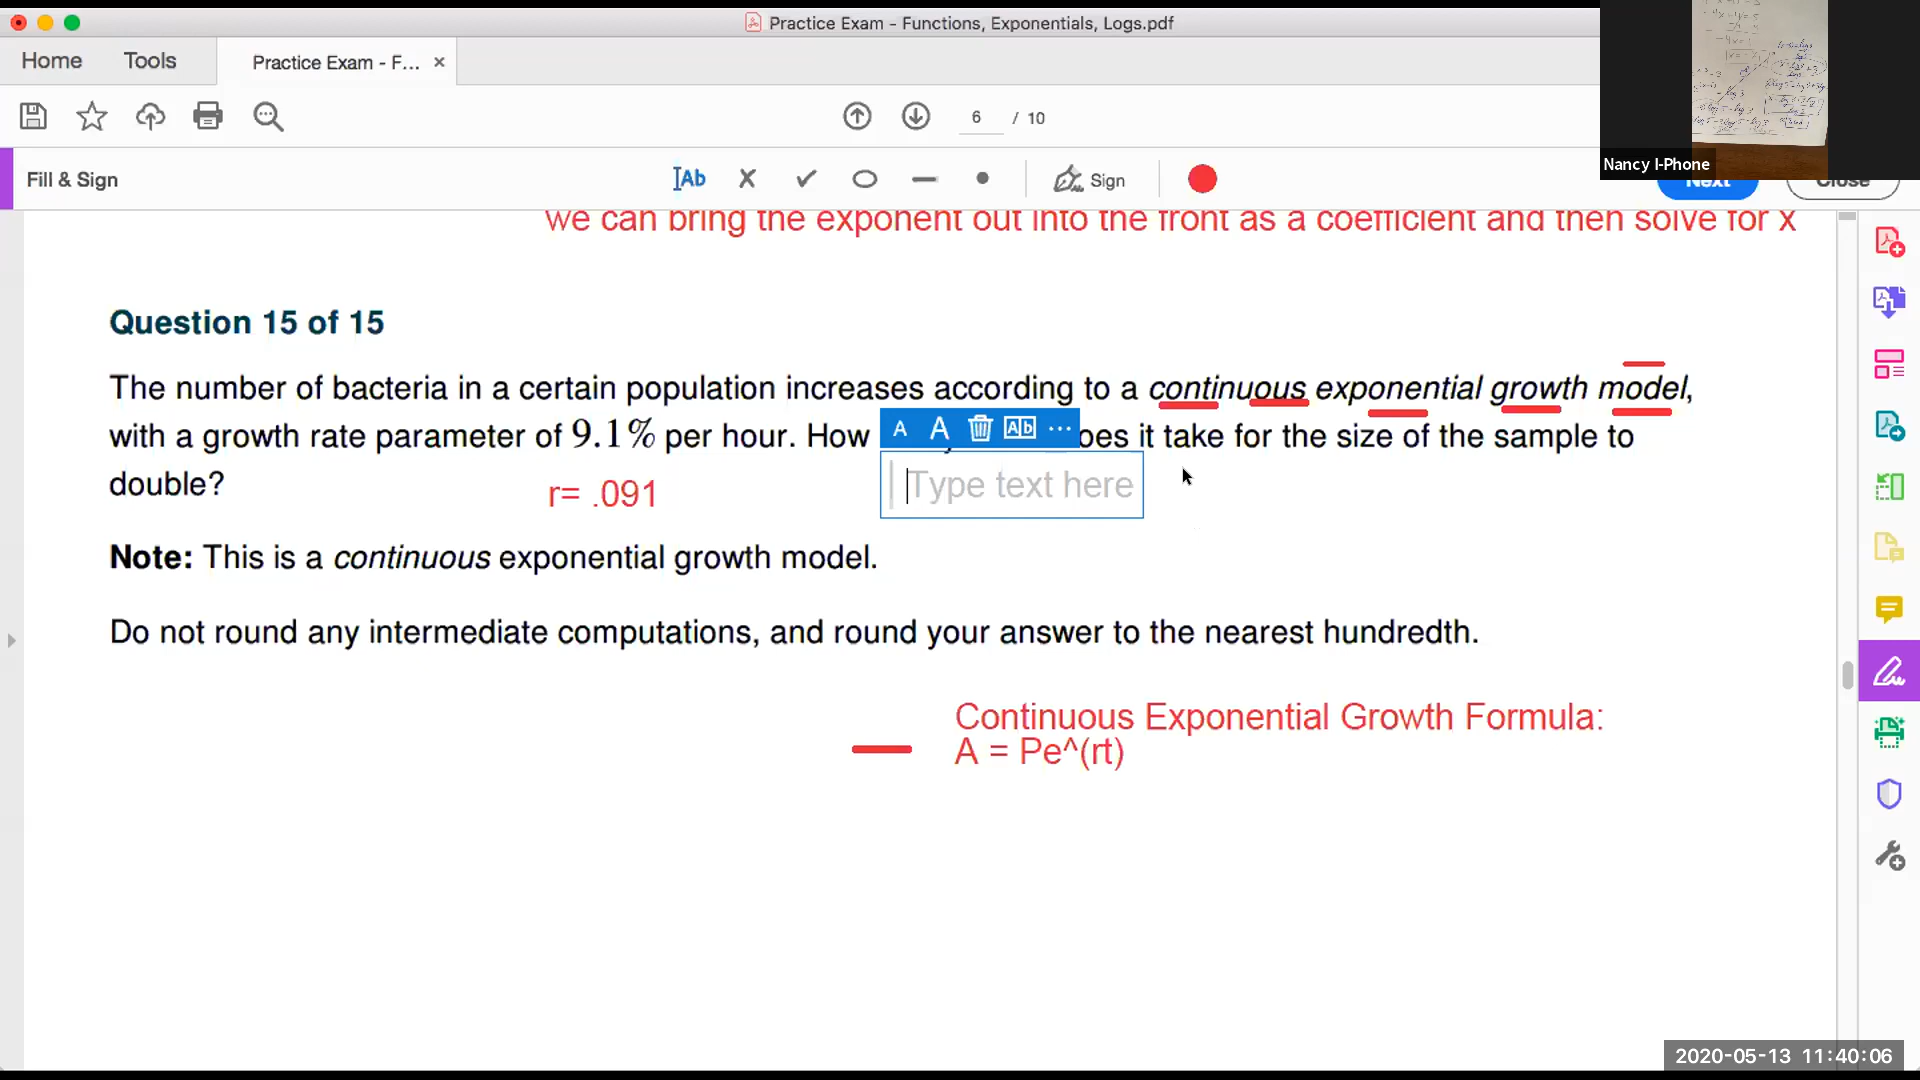 Practice Exam - Functions, Exponentials, Logs.pdf
Home Tools Practice Exam - F... ×
6 / 10
Fill & Sign
Ab Sign
Next Close
Nancy I-Phone
we can bring the exponent out into the front as a coefficient and then solve for x
Question 15 of 15
The number of bacteria in a certain population increases according to a continuous exponential growth model,
with a growth rate parameter of 9.1% per hour. How oes it take for the size of the sample to
A A Ab ...
double?
r= .091
Type text here
Note: This is a continuous exponential growth model.
Do not round any intermediate computations, and round your answer to the nearest hundredth.
Continuous Exponential Growth Formula:
A = Pe^(rt)
2020-05-13 11:40:06